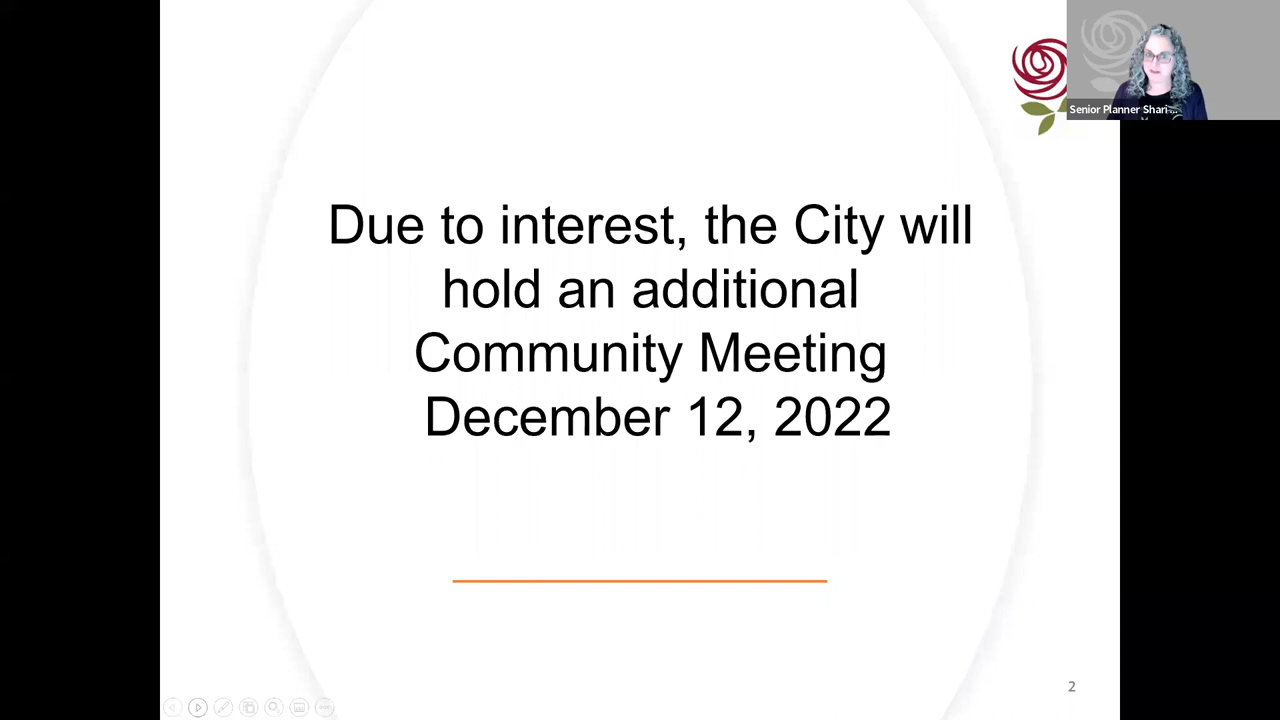 Senior Planner Shari ...
Due to interest, the City will
hold an additional
Community Meeting
December 12, 2022
2